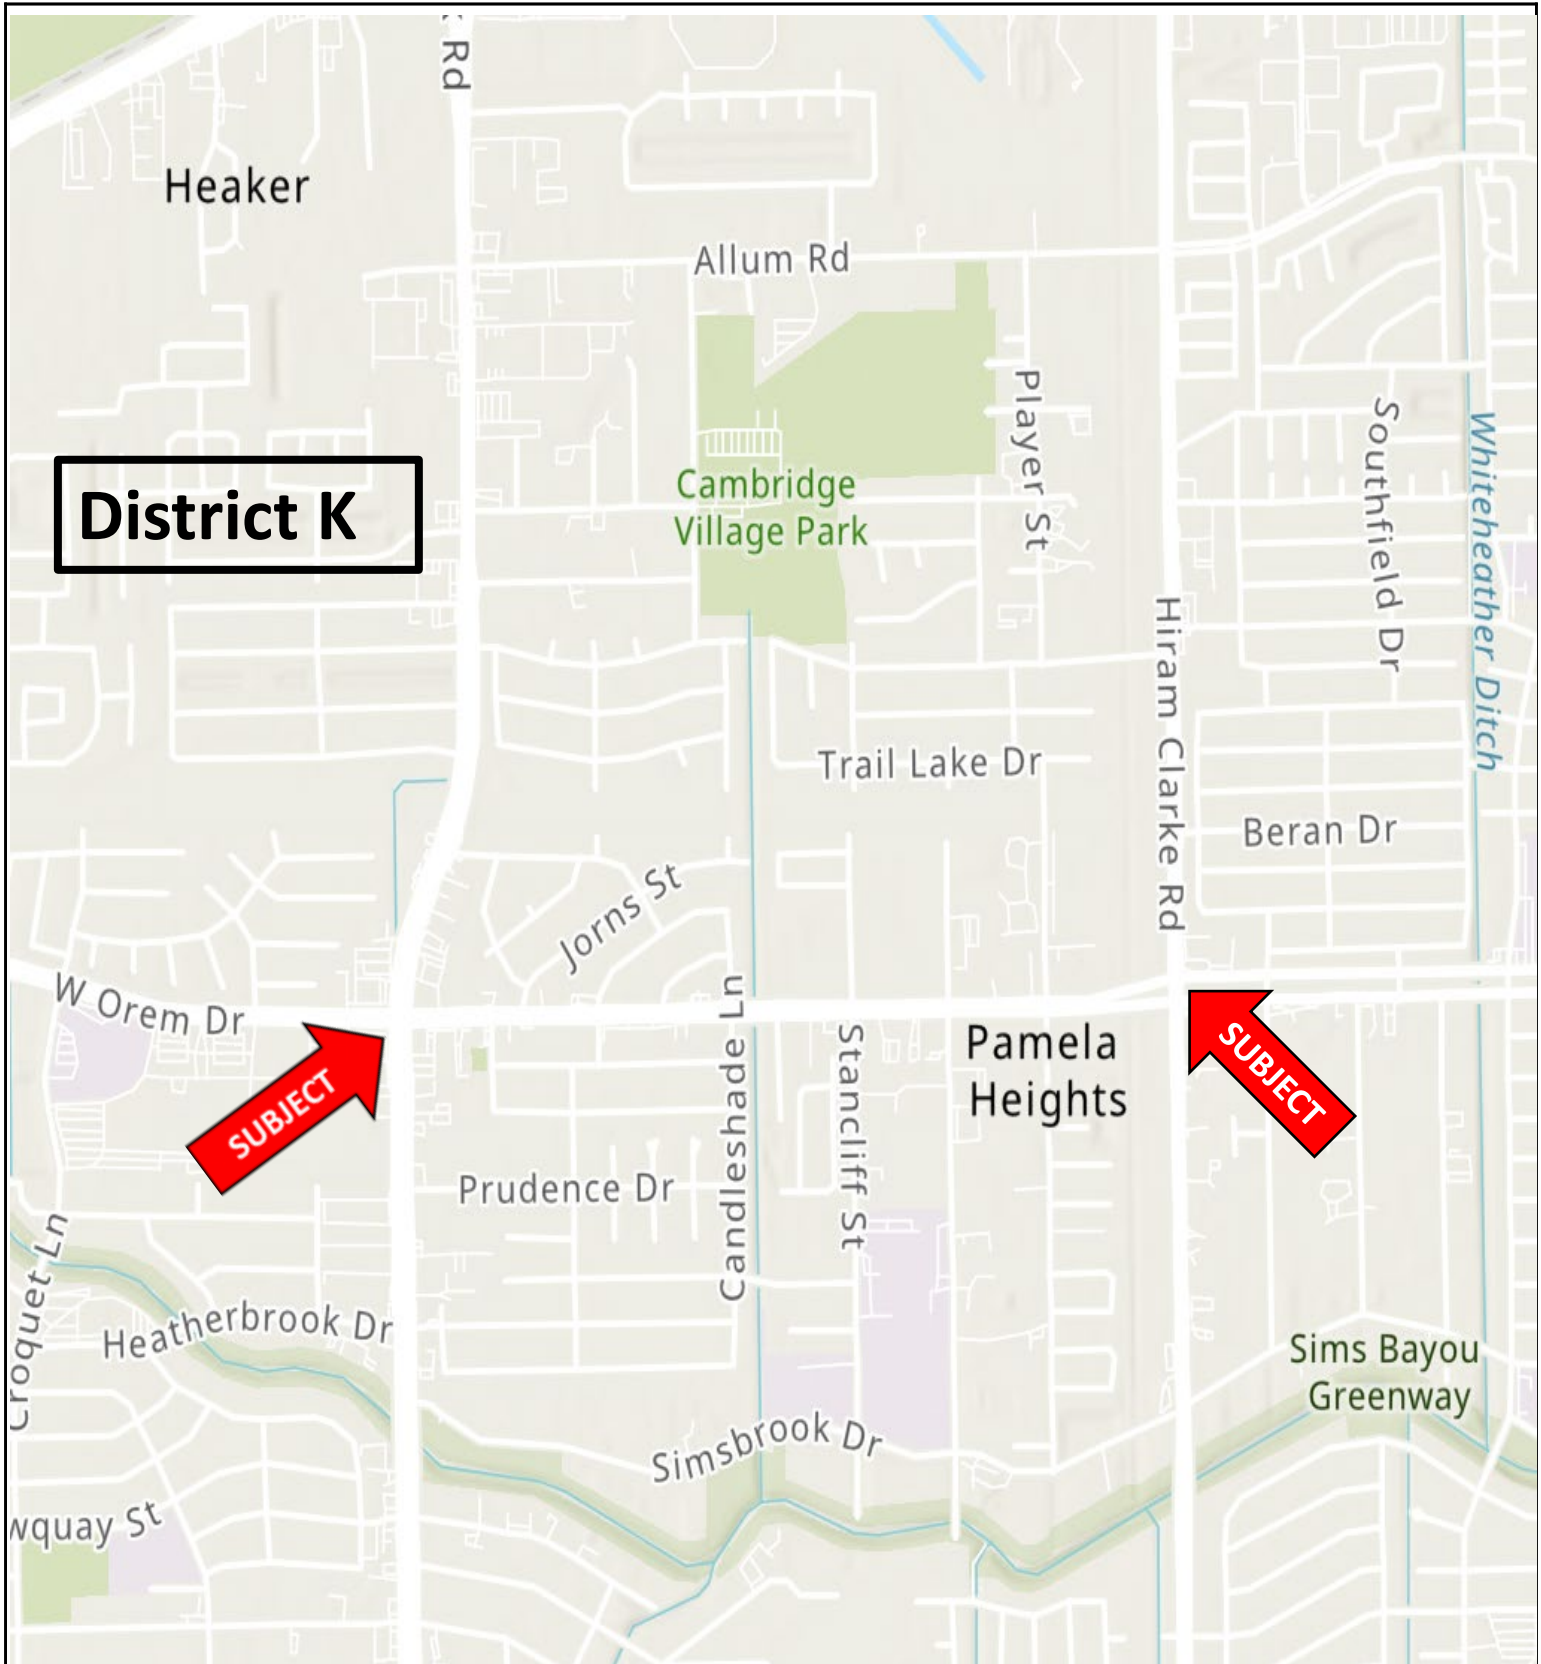 Rd
Heaker
Allum Rd
Player St
Southfield Dr
Whiteheather Ditch
Cambridge
Village Park
District K
Hiram Clarke Rd
Trail Lake Dr
Beran Dr
Jorns St
W Orem Dr
Candleshade Ln
Stancliff St
Pamela
Heights
SUBJECT
SUBJECT
Prudence Dr
Croquet Ln
Heatherbrook Dr
Sims Bayou
Greenway
Simsbrook Dr
wquay St